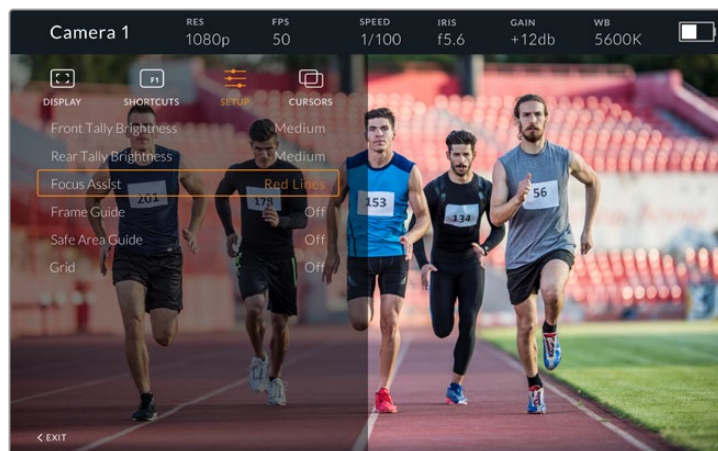 Camera 1
RES FPS SPEED IRIS GAIN WB
1080p 50 1/100 f5.6 +12db 5600K
F1
DISPLAY SHORTCUTS SETUP CURSORS
Front Tally Brightness Medium
Rear Tally Brightness Medium
Focus Assist Red Lines
Frame Guide Off
Safe Area Guide Off
Grid Off
201 178 153 134 56
< EXIT